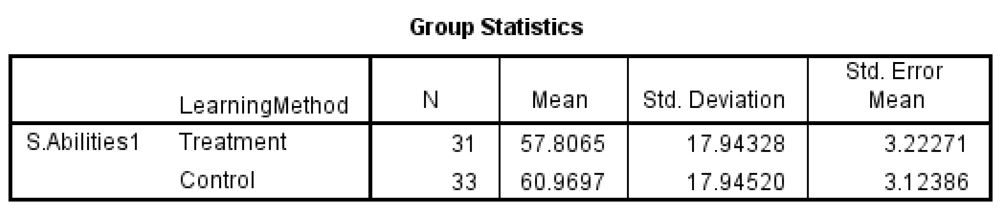 Group Statistics
LearningMethod N Mean Std. Deviation Std. Error Mean
S.Abilities1 Treatment 31 57.8065 17.94328 3.22271
Control 33 60.9697 17.94520 3.12386